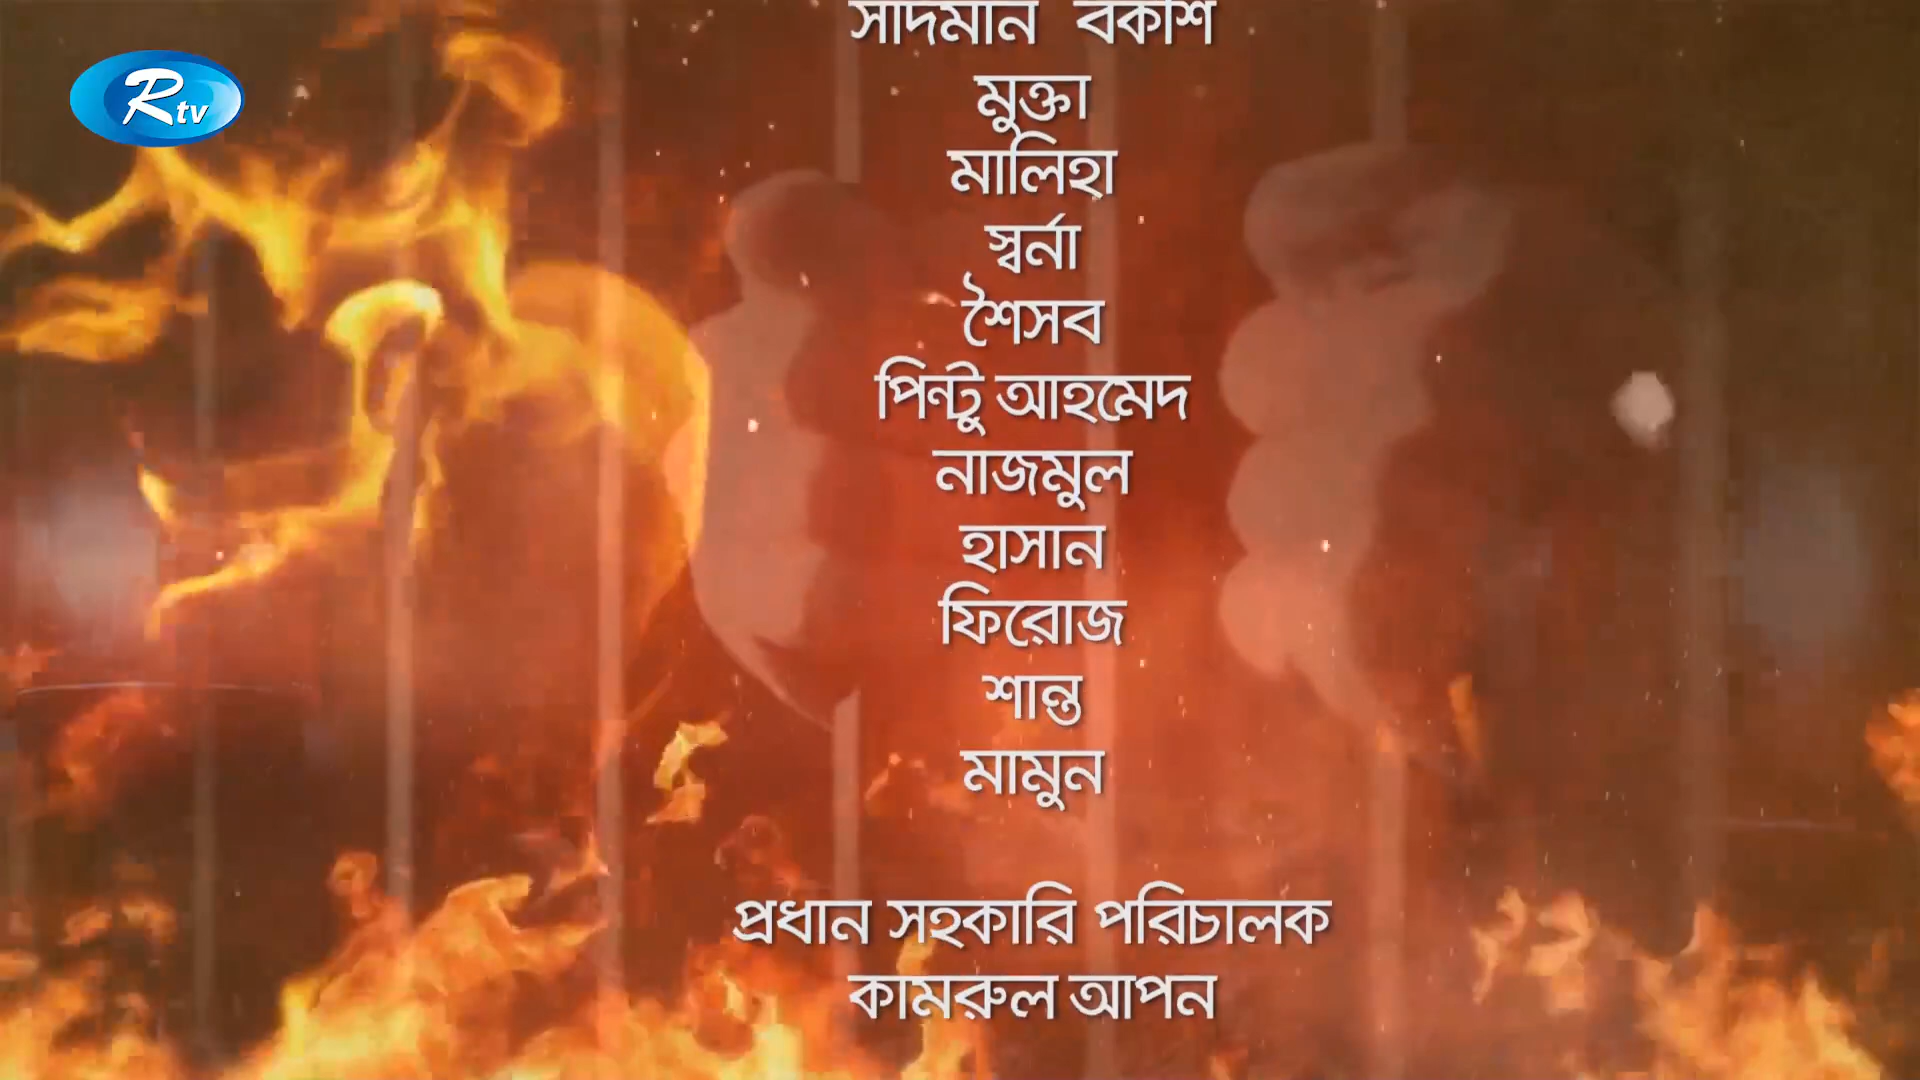 Rtv
সাদমান বকশি
মুক্তা
মালিহা
স্বর্না
শৈসব
পিন্টু আহমেদ
নাজমুল
হাসান
ফিরোজ
শান্ত
মামুন
প্রধান সহকারি পরিচালক
কামরুল আপন